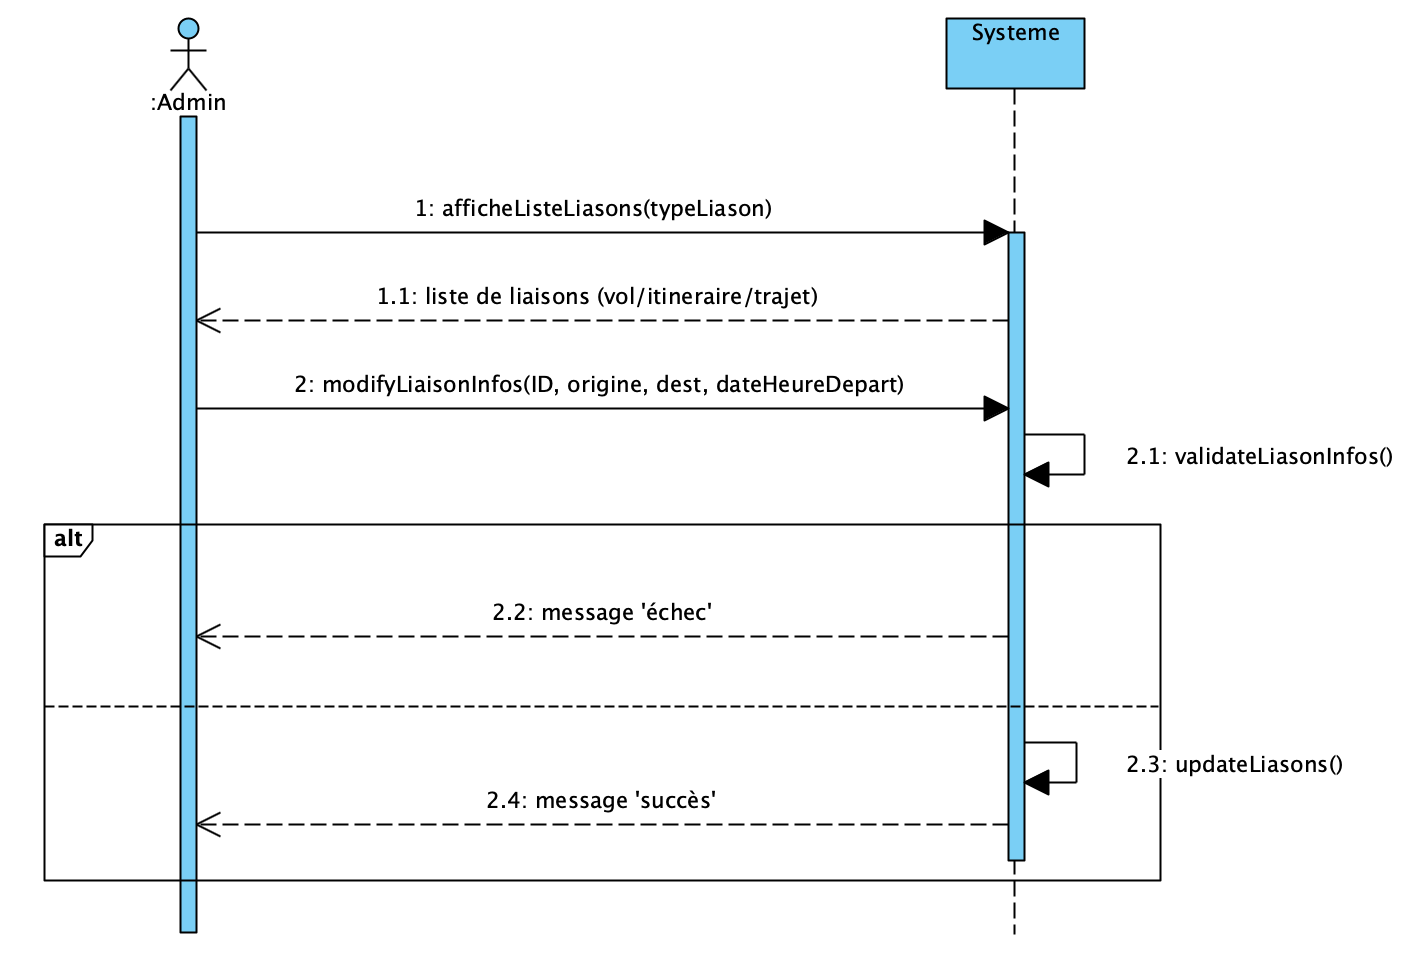 Systeme
:Admin
1: afficheListeLiasons(typeLiason)
1.1: liste de liaisons (vol/itineraire/trajet)
2: modifyLiaisonInfos(ID, origine, dest, dateHeureDepart)
2.1: validateLiasonInfos()
alt
2.2: message 'échec'
2.3: updateLiasons()
2.4: message 'succès'